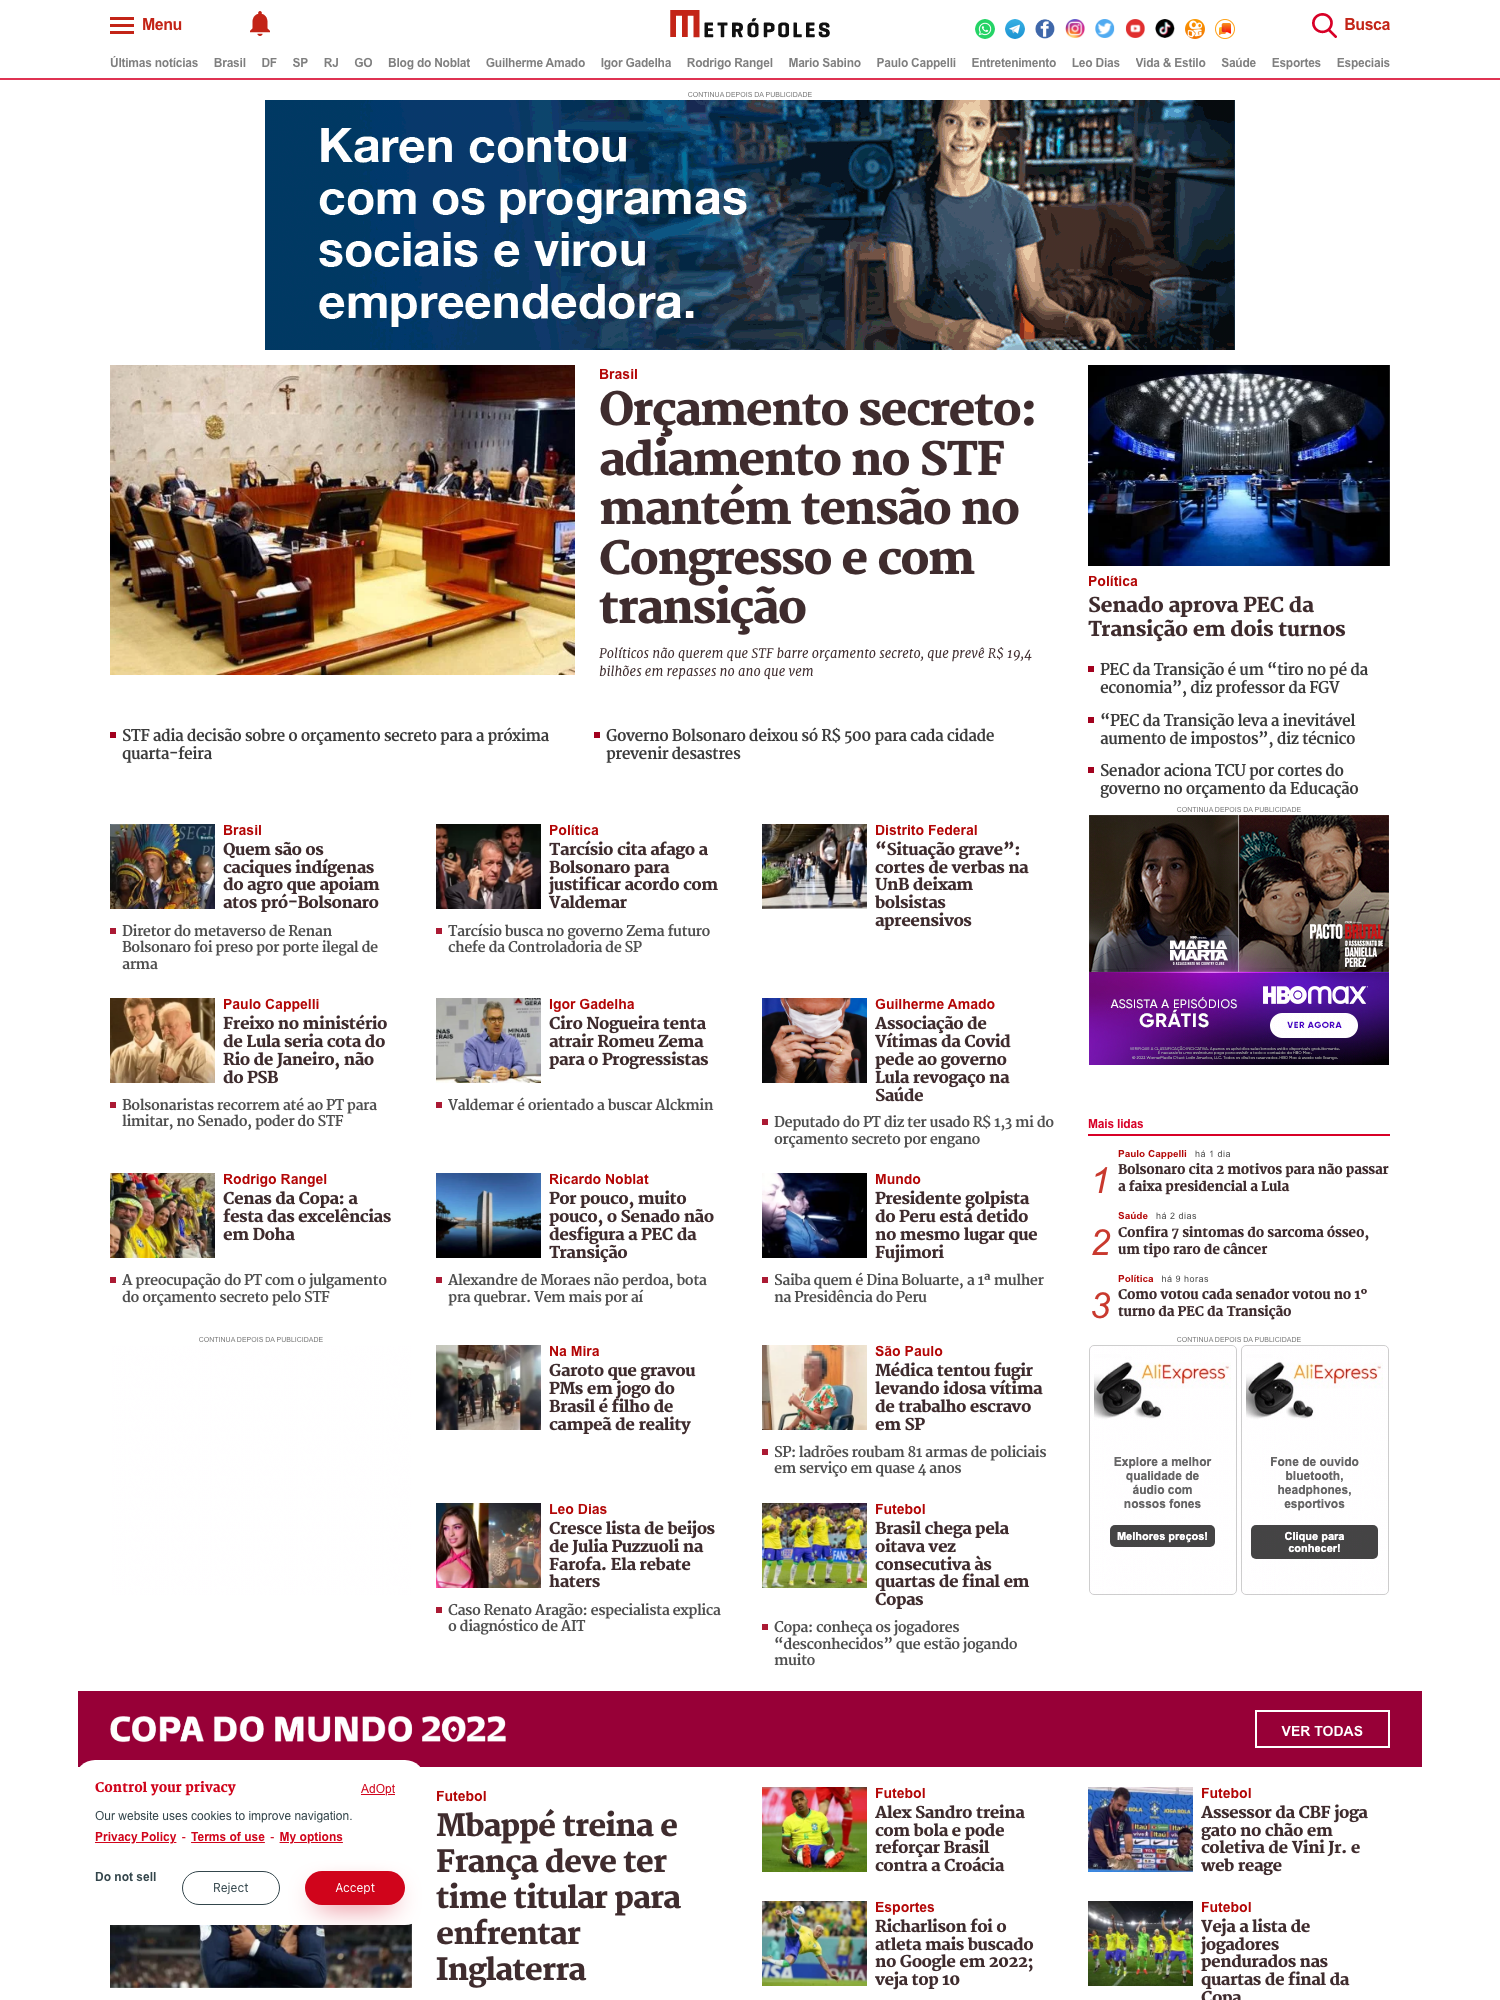 Menu
METRÓPOLES
Busca
Últimas notícias Brasil DF SP RJ GO Blog do Noblat Guilherme Amado Igor Gadelha Rodrigo Rangel Mario Sabino Paulo Cappelli Entretenimento Leo Dias Vida & Estilo Saúde Esportes Especiais
CONTINUA DEPOIS DA PUBLICIDADE
Karen contou
com os programas
sociais e virou
empreendedora.
Brasil
Orçamento secreto:
adiamento no STF
mantém tensão no
Congresso e com
transição
Políticos não querem que STF barre orçamento secreto, que prevê R$ 19,4
bilhões em repasses no ano que vem
STF adia decisão sobre o orçamento secreto para a próxima
quarta-feira
Governo Bolsonaro deixou só R$ 500 para cada cidade
prevenir desastres
Política
Senado aprova PEC da
Transição em dois turnos
PEC da Transição é um “tiro no pé da
economia”, diz professor da FGV
“PEC da Transição leva a inevitável
aumento de impostos”, diz técnico
Senador aciona TCU por cortes do
governo no orçamento da Educação
CONTINUA DEPOIS DA PUBLICIDADE
HAPPY
NEW YEAR
MARIA
MARTA
O ASSASSINATO NO COUNTRY CLUB
PACTO BRUTAL
O ASSASSINATO DE
DANIELLA
PEREZ
ASSISTA A EPISÓDIOS
GRÁTIS
HBOmax
VER AGORA
Brasil
Quem são os
caciques indígenas
do agro que apoiam
atos pró-Bolsonaro
Diretor do metaverso de Renan
Bolsonaro foi preso por porte ilegal de
arma
Política
Tarcísio cita afago a
Bolsonaro para
justificar acordo com
Valdemar
Tarcísio busca no governo Zema futuro
chefe da Controladoria de SP
Distrito Federal
“Situação grave”:
cortes de verbas na
UnB deixam
bolsistas
apreensivos
Paulo Cappelli
Freixo no ministério
de Lula seria cota do
Rio de Janeiro, não
do PSB
Bolsonaristas recorrem até ao PT para
limitar, no Senado, poder do STF
Igor Gadelha
Ciro Nogueira tenta
atrair Romeu Zema
para o Progressistas
Valdemar é orientado a buscar Alckmin
Guilherme Amado
Associação de
Vítimas da Covid
pede ao governo
Lula revogaço na
Saúde
Deputado do PT diz ter usado R$ 1,3 mi do
orçamento secreto por engano
Mais lidas
1
Paulo Cappelli há 1 dia
Bolsonaro cita 2 motivos para não passar
a faixa presidencial a Lula
2
Saúde há 2 dias
Confira 7 sintomas do sarcoma ósseo,
um tipo raro de câncer
3
Política há 9 horas
Como votou cada senador votou no 1º
turno da PEC da Transição
Rodrigo Rangel
Cenas da Copa: a
festa das excelências
em Doha
A preocupação do PT com o julgamento
do orçamento secreto pelo STF
Ricardo Noblat
Por pouco, muito
pouco, o Senado não
desfigura a PEC da
Transição
Alexandre de Moraes não perdoa, bota
pra quebrar. Vem mais por aí
Mundo
Presidente golpista
do Peru está detido
no mesmo lugar que
Fujimori
Saiba quem é Dina Boluarte, a 1ª mulher
na Presidência do Peru
CONTINUA DEPOIS DA PUBLICIDADE
Na Mira
Garoto que gravou
PMs em jogo do
Brasil é filho de
campeã de reality
São Paulo
Médica tentou fugir
levando idosa vítima
de trabalho escravo
em SP
SP: ladrões roubam 81 armas de policiais
em serviço em quase 4 anos
CONTINUA DEPOIS DA PUBLICIDADE
AliExpress
Explore a melhor
qualidade de
áudio com
nossos fones
Melhores preços!
AliExpress
Fone de ouvido
bluetooth,
headphones,
esportivos
Clique para
conhecer!
Leo Dias
Cresce lista de beijos
de Julia Puzzuoli na
Farofa. Ela rebate
haters
Caso Renato Aragão: especialista explica
o diagnóstico de AIT
Futebol
Brasil chega pela
oitava vez
consecutiva às
quartas de final em
Copas
Copa: conheça os jogadores
“desconhecidos” que estão jogando
muito
COPA DO MUNDO 2022
VER TODAS
Control your privacy
AdOpt
Our website uses cookies to improve navigation.
Privacy Policy - Terms of use - My options
Do not sell
Reject
Accept
Futebol
Mbappé treina e
França deve ter
time titular para
enfrentar
Inglaterra
Futebol
Alex Sandro treina
com bola e pode
reforçar Brasil
contra a Croácia
Futebol
Assessor da CBF joga
gato no chão em
coletiva de Vini Jr. e
web reage
Esportes
Richarlison foi o
atleta mais buscado
no Google em 2022;
veja top 10
Futebol
Veja a lista de
jogadores
pendurados nas
quartas de final da
Copa